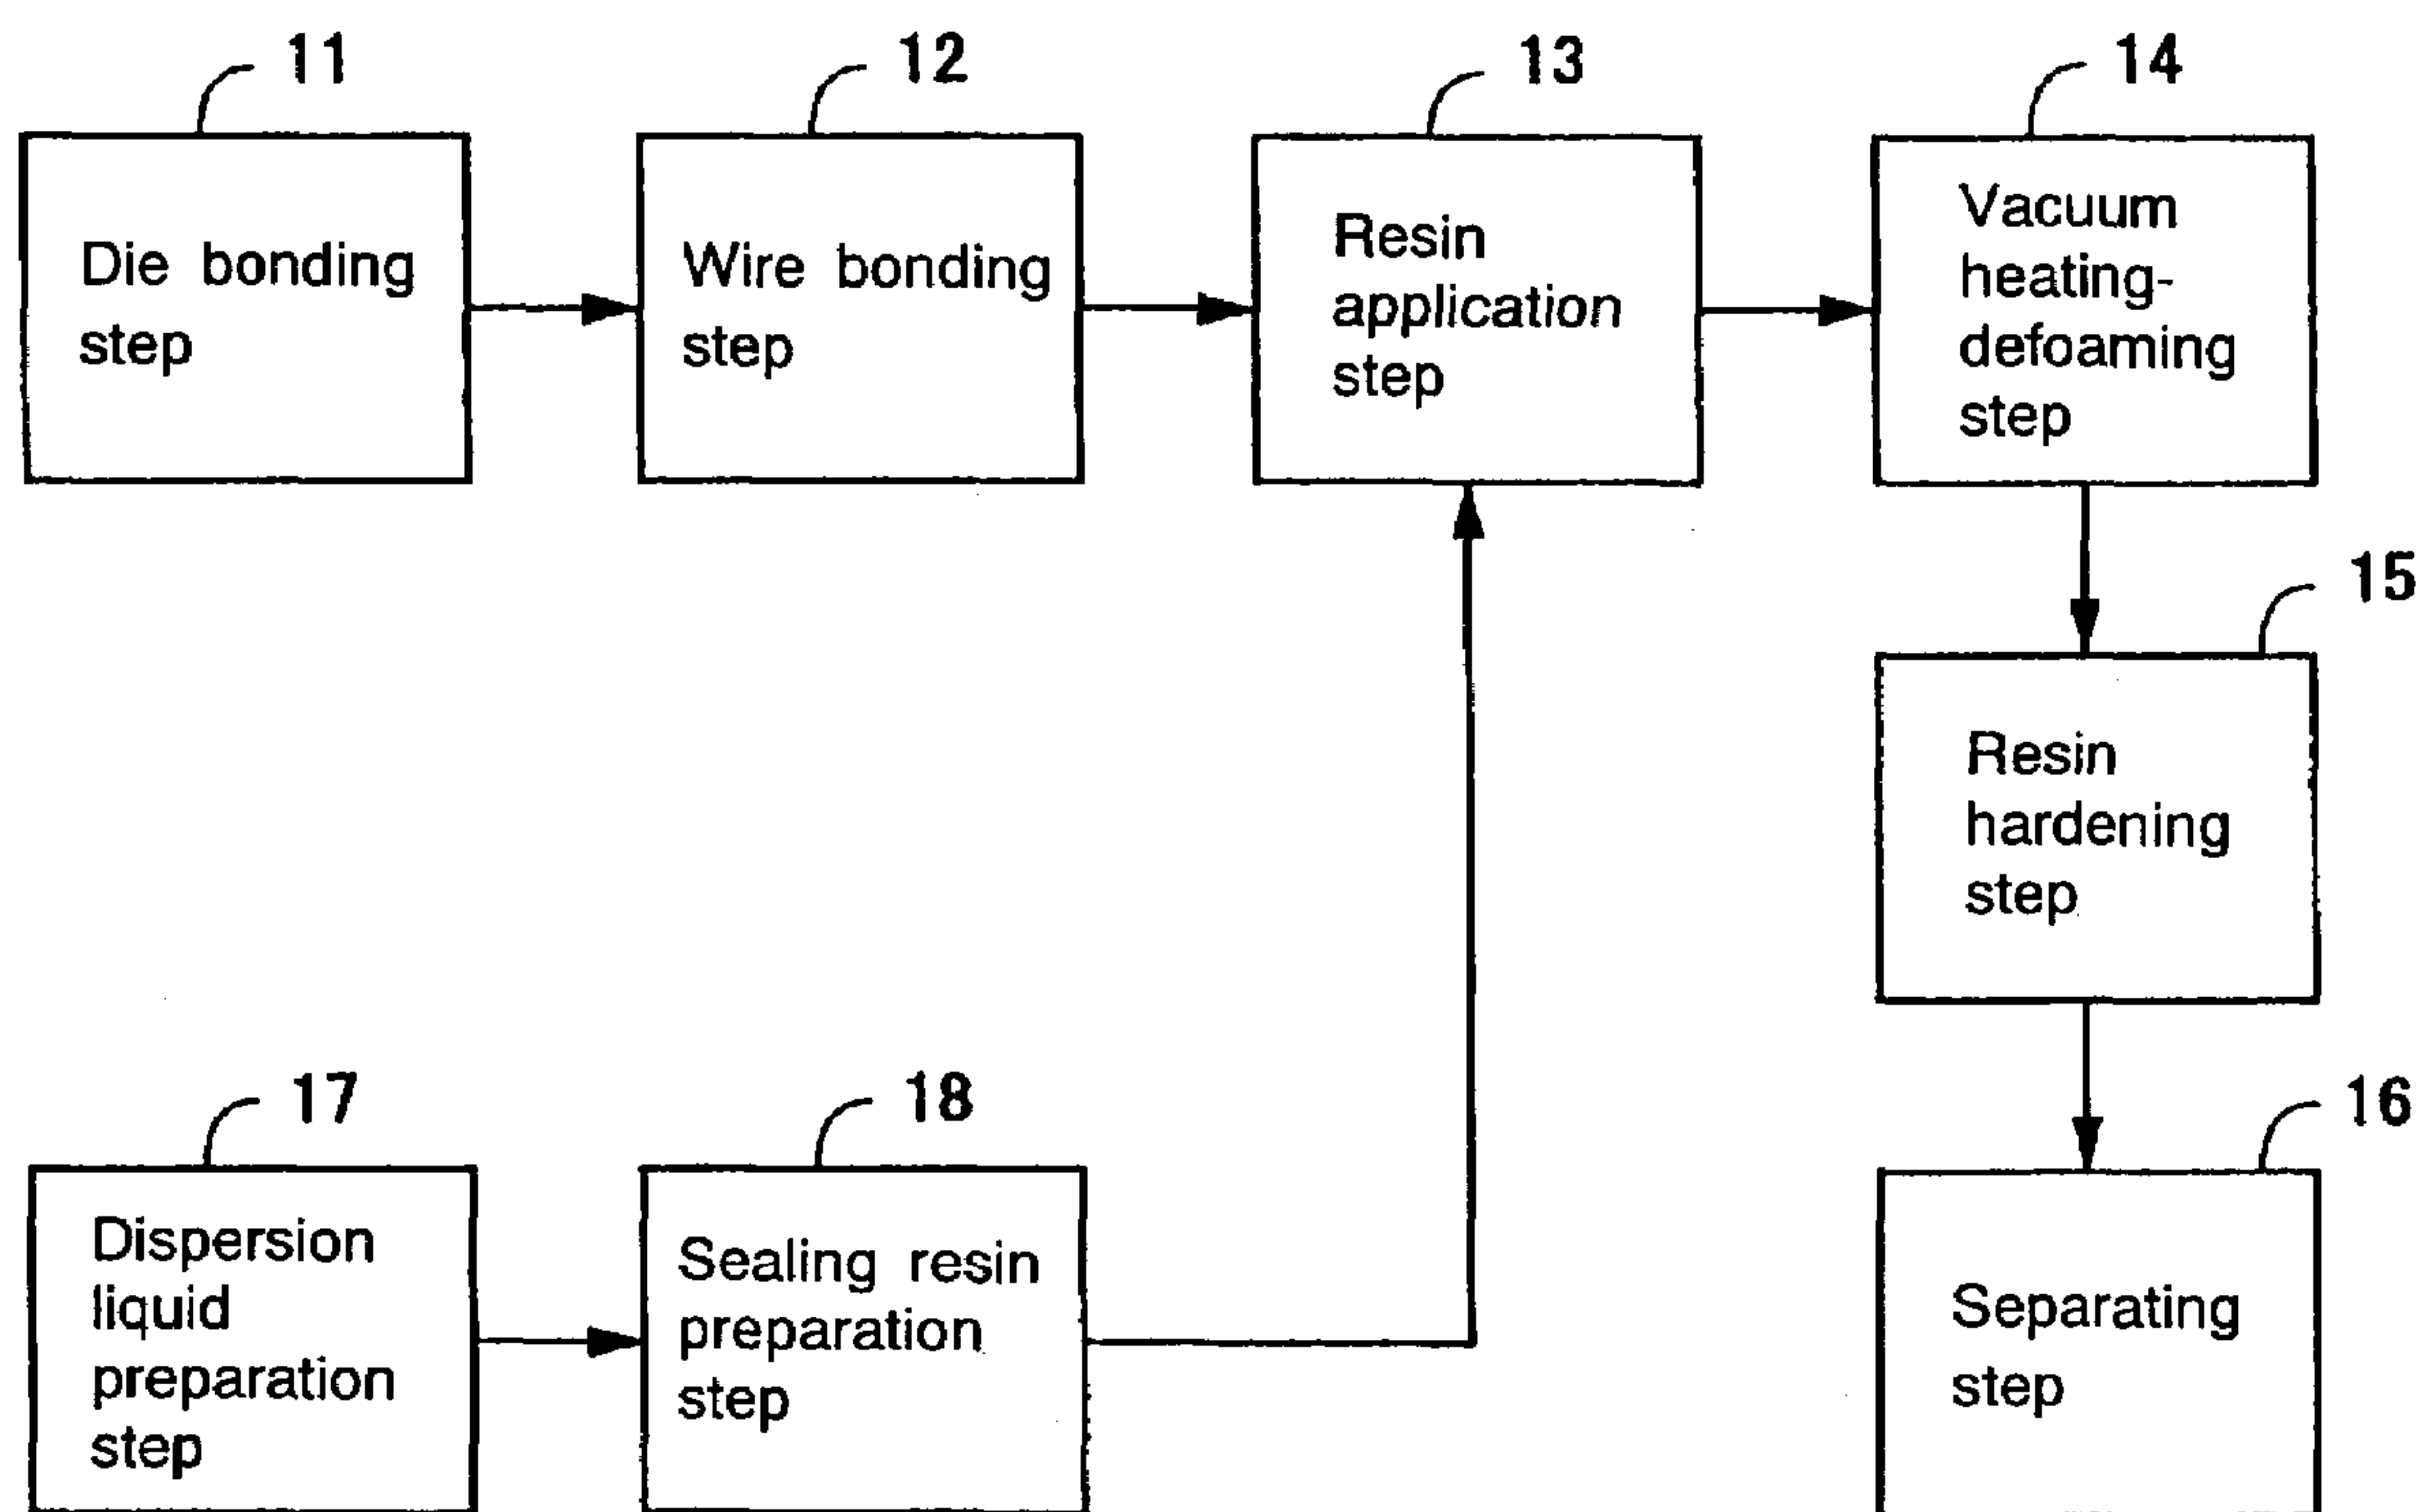 11
Die bonding
step
12
Wire bonding
step
13
Resin
application
step
14
Vacuum
heating-
defoaming
step
15
Resin
hardening
step
16
Separating
step
17
Dispersion
liquid
preparation
step
18
Sealing resin
preparation
step